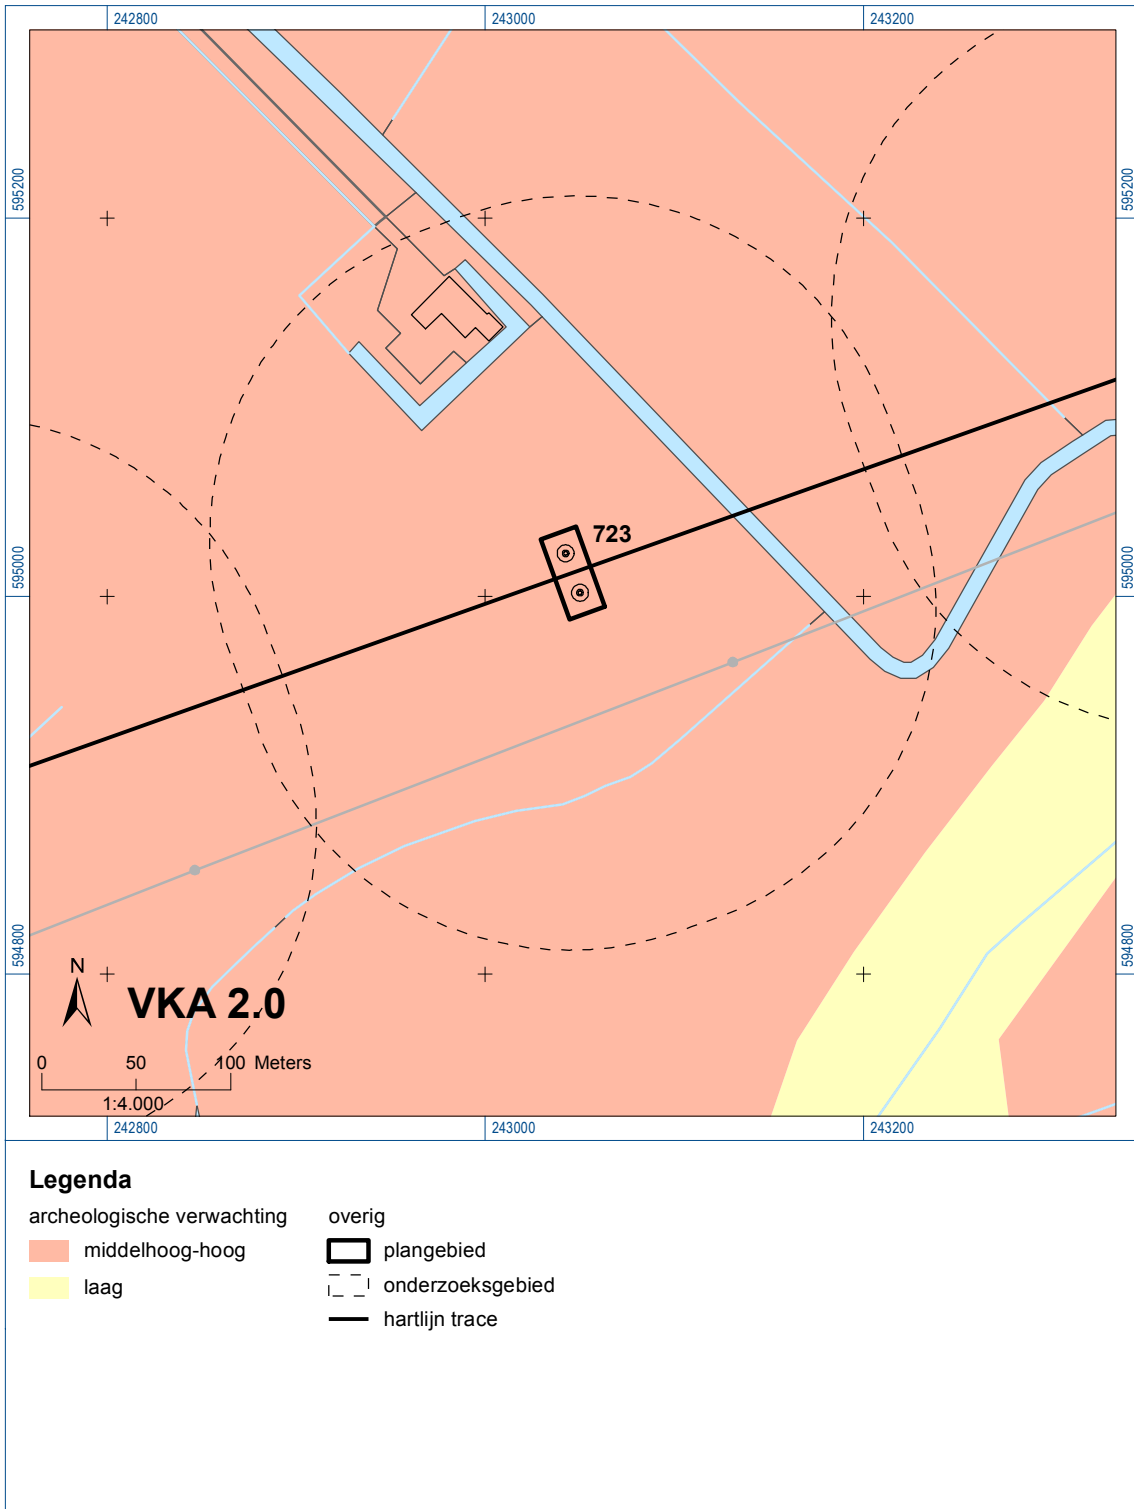 242800 243000 243200
595200 595200
723
595000 595000
594800 594800
N
VKA 2.0
0 50 100 Meters
1:4.000
242800 243000 243200
Legenda
archeologische verwachting overig
middelhoog-hoog plangebied
laag onderzoeksgebied
hartlijn trace